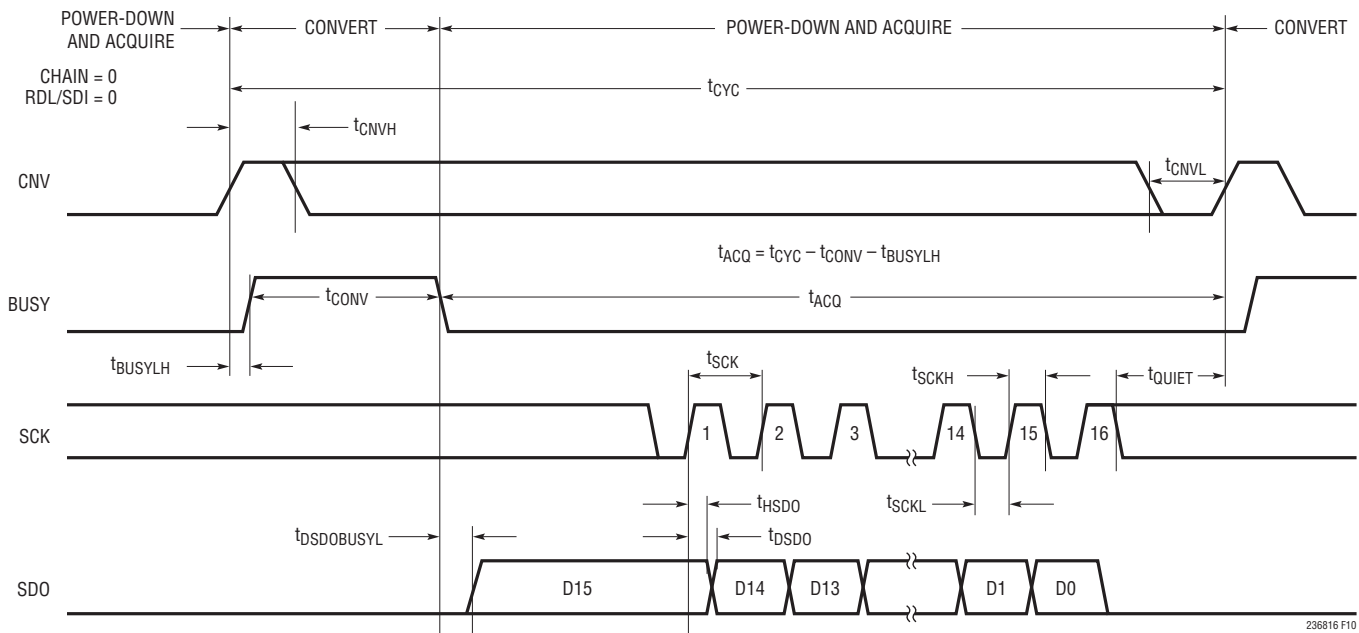 POWER-DOWN
AND ACQUIRE
CONVERT
POWER-DOWN AND ACQUIRE
CONVERT
CHAIN = 0
RDL/SDI = 0
tCYC
tCNVH
CNV
tCNVL
tACQ = tCYC – tCONV – tBUSYLH
BUSY
tCONV
tACQ
tBUSYLH
tSCK
tSCKH
tQUIET
SCK
1
2
3
14
15
16
tHSDO
tSCKL
tDSDOBUSYL
tDSDO
SDO
D15
D14
D13
D1
D0
236816 F10